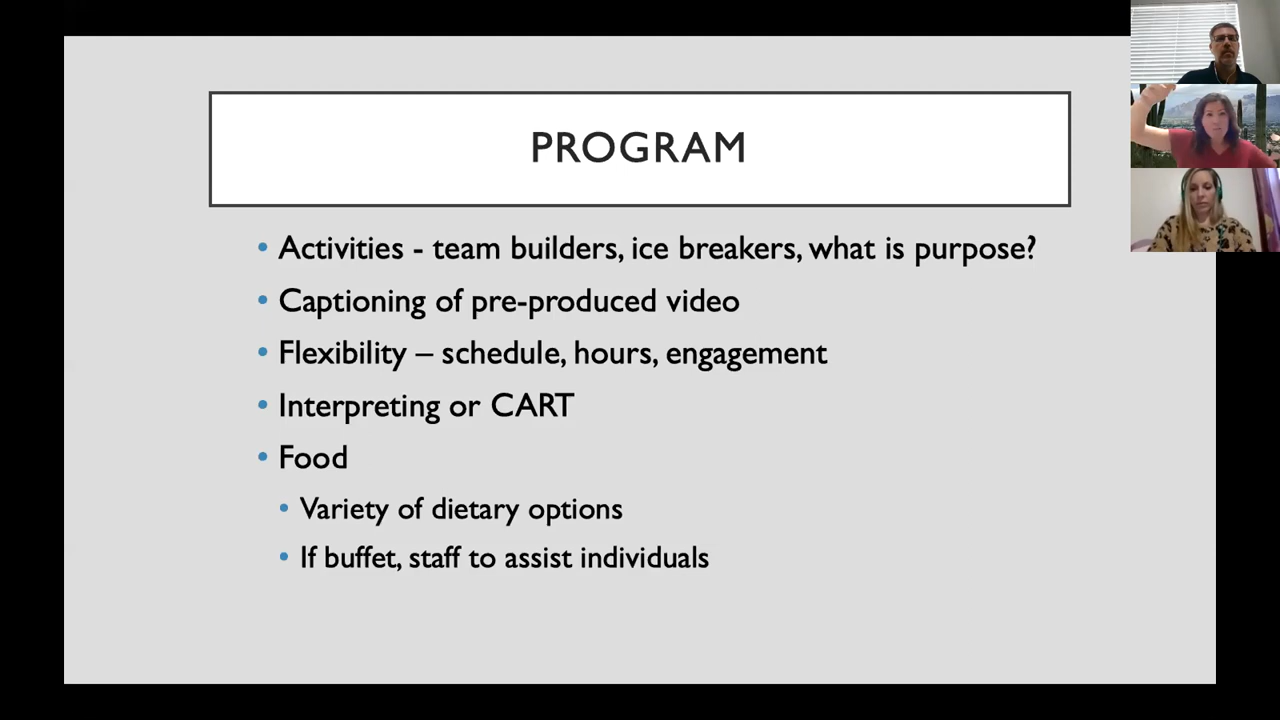 PROGRAM
• Activities - team builders, ice breakers, what is purpose?
• Captioning of pre-produced video
• Flexibility – schedule, hours, engagement
• Interpreting or CART
• Food
• Variety of dietary options
• If buffet, staff to assist individuals